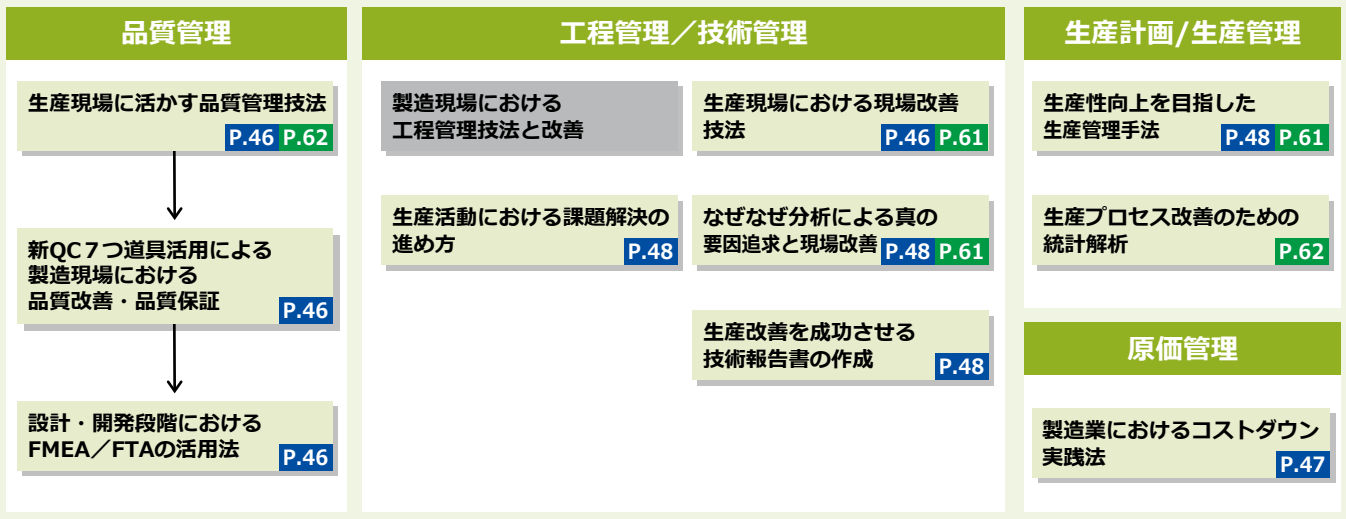 品質管理
生産現場に活かす品質管理技法
P.46 P.62
新QC７つ道具活用による
製造現場における
品質改善・品質保証
P.46
設計・開発段階における
FMEA／FTAの活用法
P.46
工程管理／技術管理
製造現場における
工程管理技法と改善
生産現場における現場改善
技法
P.46 P.61
生産活動における課題解決の
進め方
P.48
なぜなぜ分析による真の
要因追求と現場改善
P.48 P.61
生産改善を成功させる
技術報告書の作成
P.48
生産計画/生産管理
生産性向上を目指した
生産管理手法
P.48 P.61
生産プロセス改善のための
統計解析
P.62
原価管理
製造業におけるコストダウン
実践法
P.47